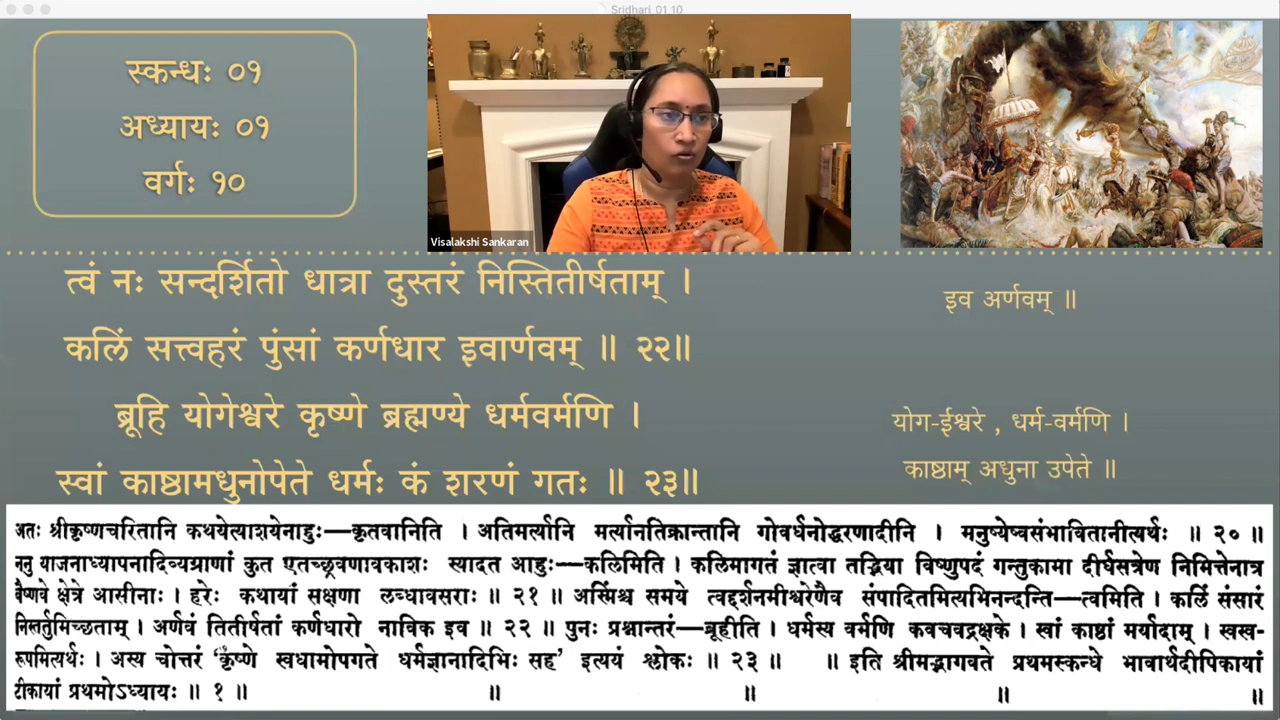 Sridhari_01_10
स्कन्धः ०१
अध्यायः ०१
वर्गः १०
Visalakshi Sankaran
त्वं नः सन्दर्शितो धात्रा दुस्तरं निस्तितीर्षताम् ।
कलिं सत्त्वहरं पुंसां कर्णधार इवार्णवम् ॥ २२॥
इव अर्णवम् ॥
ब्रूहि योगेश्वरे कृष्णे ब्रह्मण्ये धर्मवर्मणि ।
योग-ईश्वरे , धर्म-वर्मणि ।
स्वां काष्ठामधुनोपेते धर्मः कं शरणं गतः ॥ २३॥
काष्ठाम् अधुना उपेते ॥
अतः श्रीकृष्णचरितानि कथयेत्याशयेनाहुः—कृतवानिति । अतिमर्त्यानि मर्त्यानतिक्रान्तानि गोवर्धनोद्धरणादीनि । मनुष्येष्वसंभावितानीत्यर्थः ॥ २० ॥
ननु याजनाध्यापनादिव्यग्राणां कुत एतच्छ्रवणावकाशः स्यादत आहुः—कलिमिति । कलिमागतं ज्ञात्वा तद्भिया विष्णुपदं गन्तुकामा दीर्घसत्रेण निमित्तेनात्र
वैष्णवे क्षेत्रे आसीनाः । हरेः कथायां सक्षणा लब्धावसराः ॥ २१ ॥ अस्मिंश्च समये त्वद्दर्शनमीश्वरेणैव संपादितमित्यभिनन्दन्ति—त्वमिति । कलिं संसारं
निस्तर्तुमिच्छताम् । अर्णवं तितीर्षतां कर्णधारो नाविक इव ॥ २२ ॥ पुनः प्रश्नान्तरं—ब्रूहीति । धर्मस्य वर्मणि कवचवद्रक्षके । स्वां काष्ठां मर्यादाम् । स्वस्व-
रूपमित्यर्थः । अस्य चोत्तरं ‘कृष्णे स्वधामोपगते धर्मज्ञानादिभिः सह’ इत्ययं श्लोकः ॥ २३ ॥ ॥ इति श्रीमद्भागवते प्रथमस्कन्धे भावार्थदीपिकायां
टीकायां प्रथमोऽध्यायः ॥ १ ॥ ॥ ॥ ॥ ॥